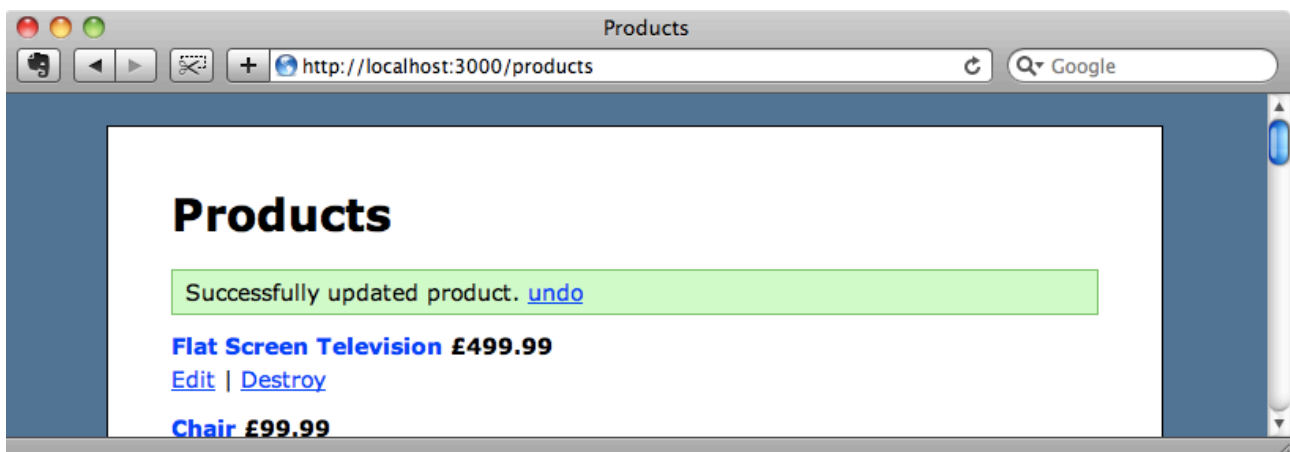 Products
http://localhost:3000/products
Google
Products
Successfully updated product. undo
Flat Screen Television £499.99
Edit | Destroy
Chair £99.99